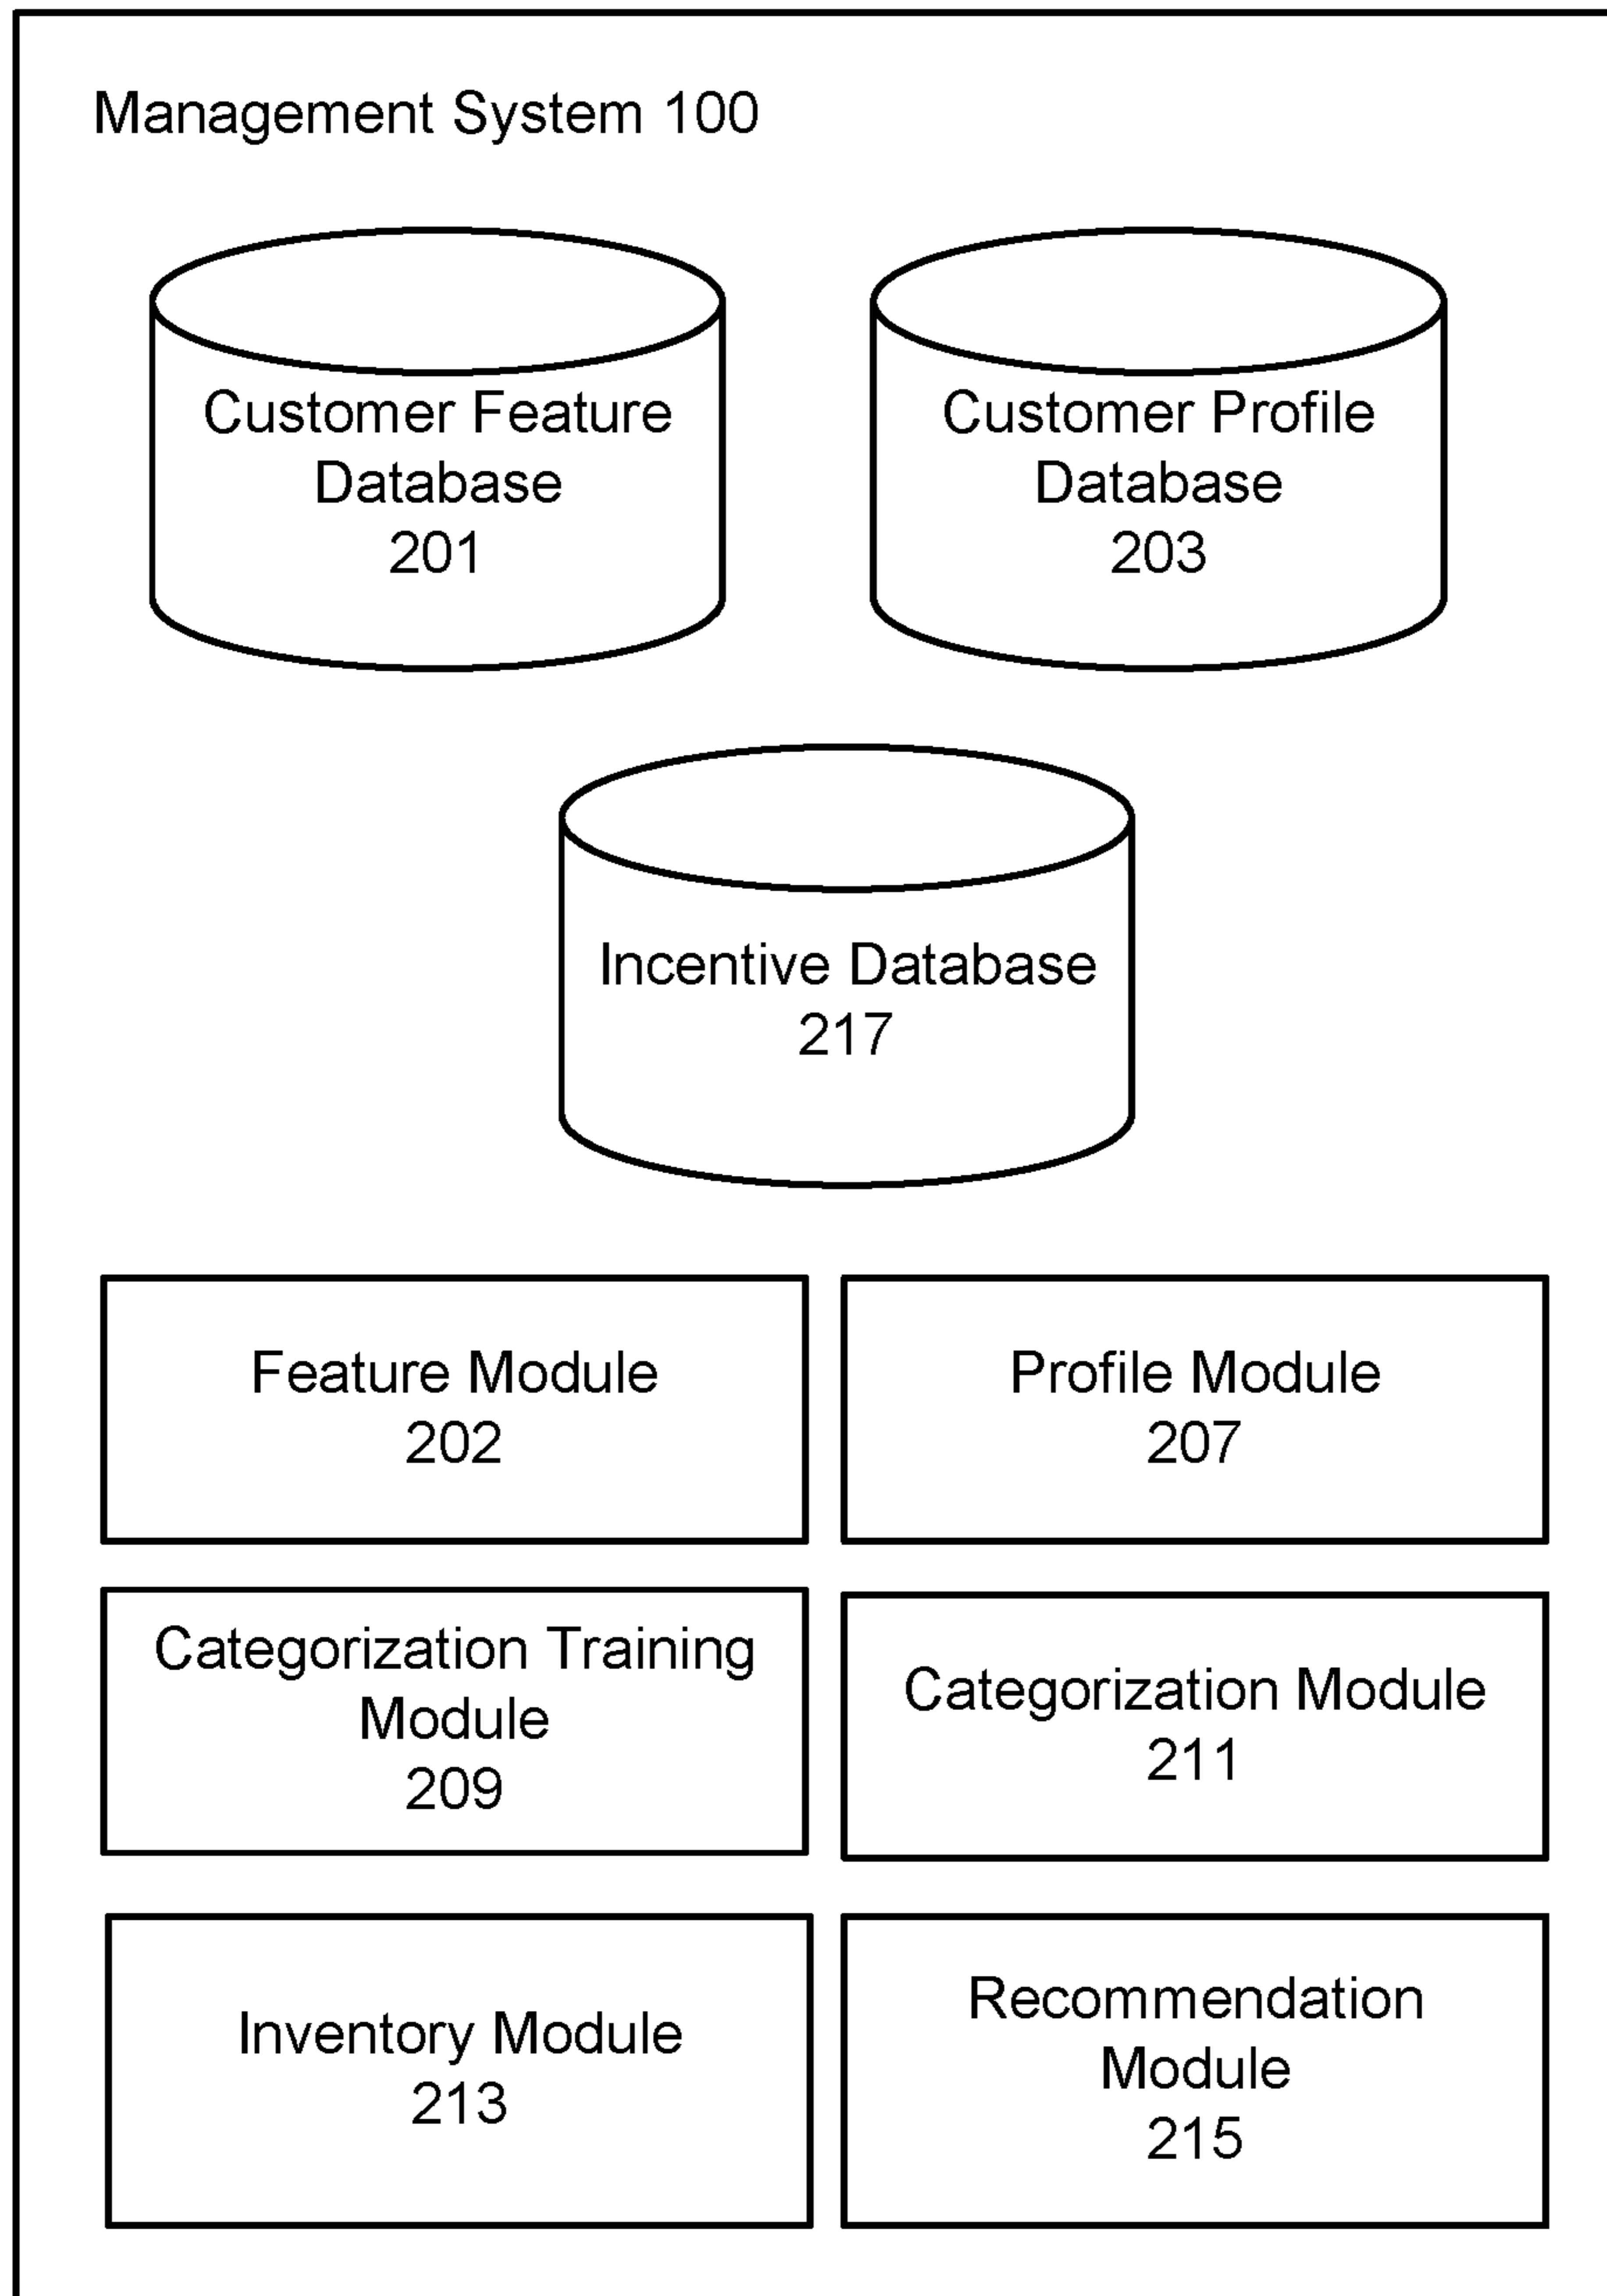 Management System 100
Customer Feature
Database
201
Customer Profile
Database
203
Incentive Database
217
Feature Module
202
Profile Module
207
Categorization Training
Module
209
Categorization Module
211
Inventory Module
213
Recommendation
Module
215